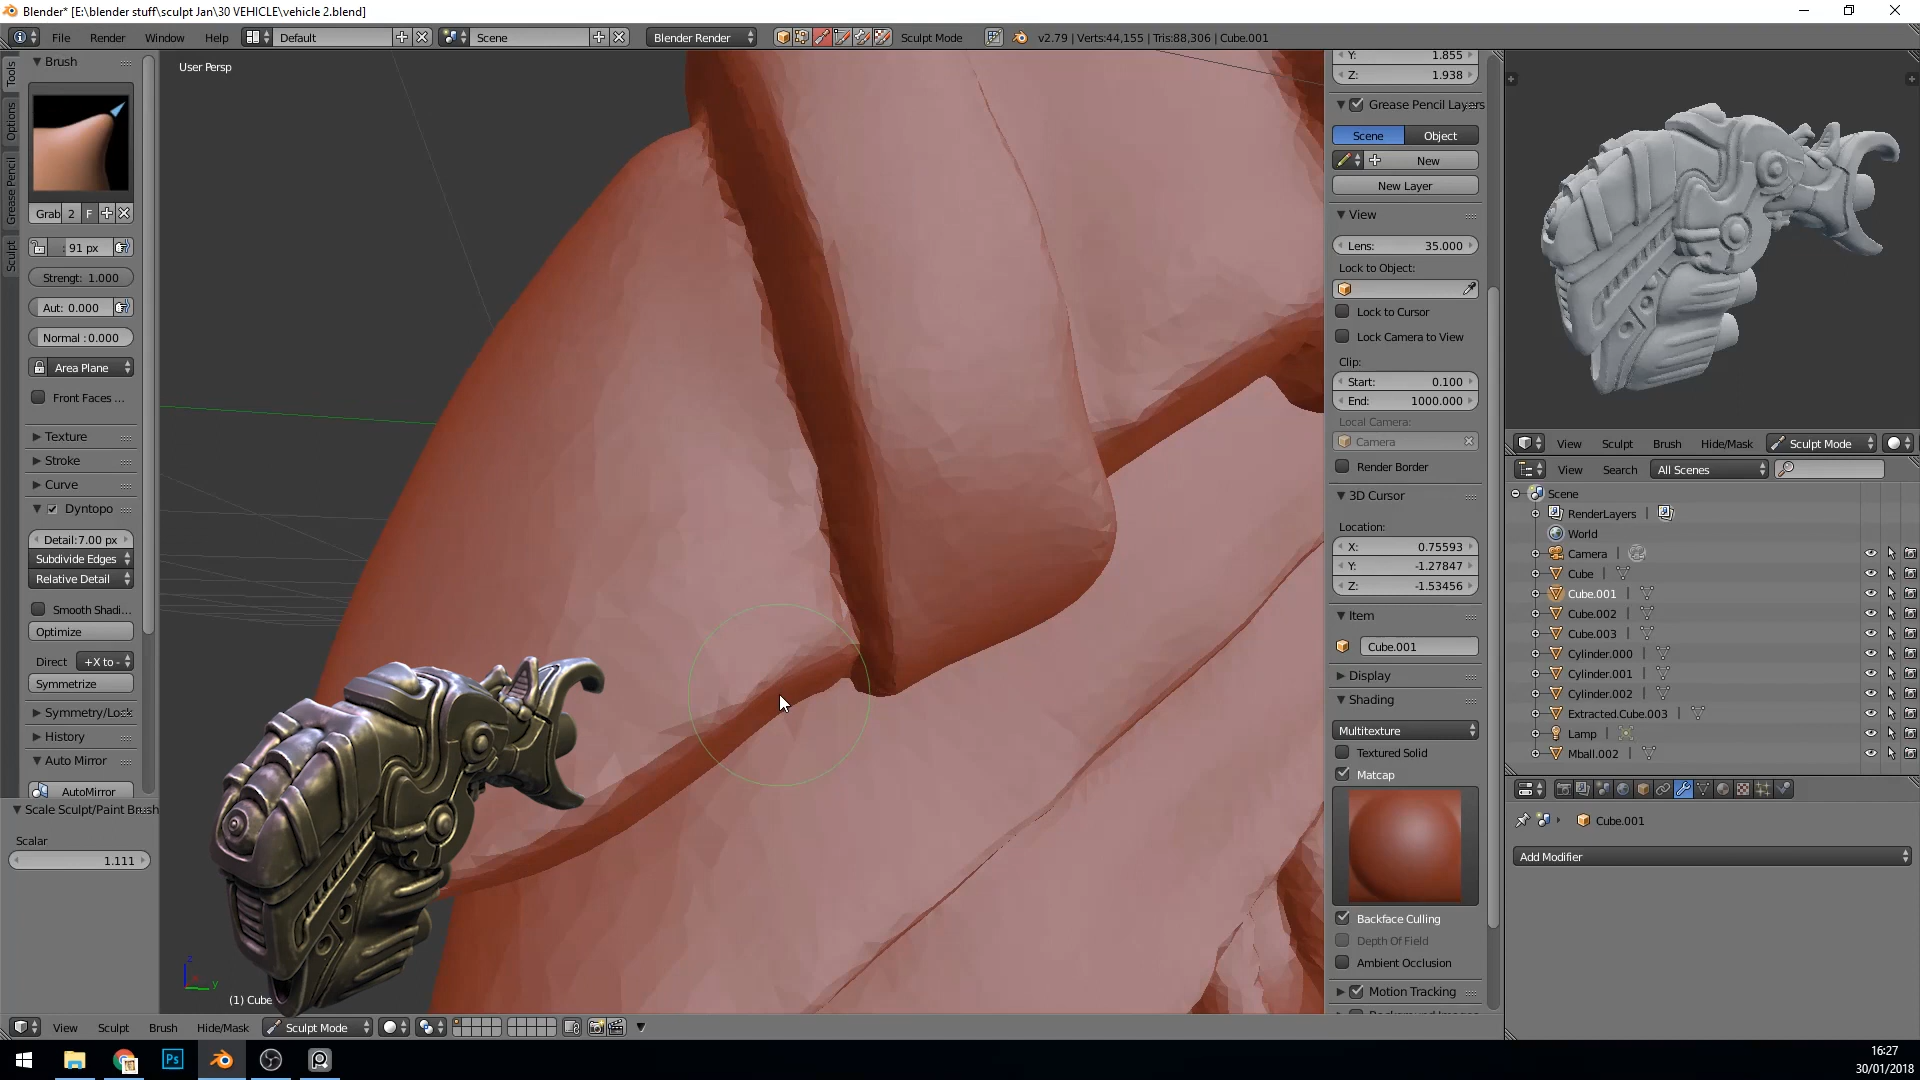 Blender* [E:\blender stuff\sculpt Jan\30 VEHICLE\vehicle 2.blend]
File Render Window Help Default Scene Blender Render Sculpt Mode v2.79 | Verts:44,155 | Tris:88,306 | Cube.001
Tools
Options
Grease Pencil
Sculpt
Brush
Grab 2 F
: 91 px
Strengt: 1.000
Aut: 0.000
Normal : 0.000
Area Plane
Front Faces ...
Texture
Stroke
Curve
Dyntopo
Detail:7.00 px
Subdivide Edges
Relative Detail
Smooth Shadi...
Optimize
Direct +X to -
Symmetrize
Symmetry/Lock
History
Auto Mirror
AutoMirror
Scale Sculpt/Paint Brush
Scalar
1.111
User Persp
(1) Cube
View Sculpt Brush Hide/Mask Sculpt Mode
Y: 1.855
Z: 1.938
Grease Pencil Layers
Scene Object
New
New Layer
View
Lens: 35.000
Lock to Object:
Lock to Cursor
Lock Camera to View
Clip:
Start: 0.100
End: 1000.000
Local Camera:
Camera
Render Border
3D Cursor
Location:
X: 0.75593
Y: -1.27847
Z: -1.53456
Item
Cube.001
Display
Shading
Multitexture
Textured Solid
Matcap
Backface Culling
Depth Of Field
Ambient Occlusion
Motion Tracking
View Sculpt Brush Hide/Mask Sculpt Mode
View Search All Scenes
Scene
RenderLayers
World
Camera
Cube
Cube.001
Cube.002
Cube.003
Cylinder.000
Cylinder.001
Cylinder.002
Extracted.Cube.003
Lamp
Mball.002
Cube.001
Add Modifier
z
y
Ps
16:27
30/01/2018